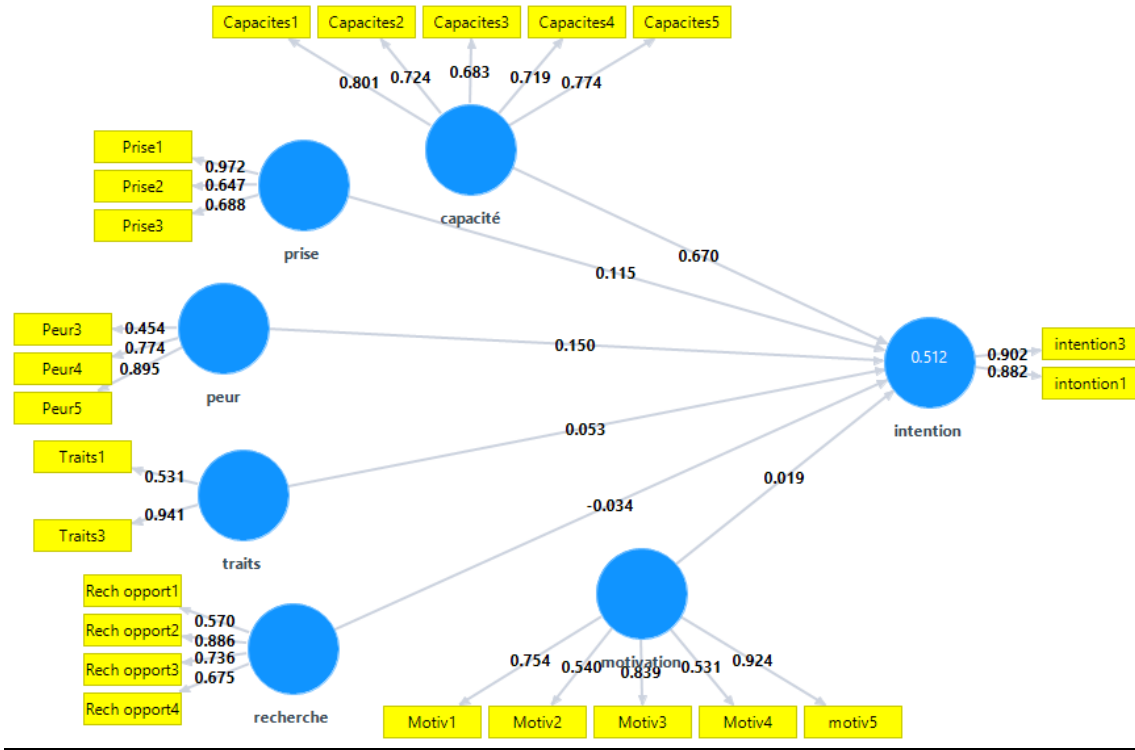 Capacites1 Capacites2 Capacites3 Capacites4 Capacites5
0.801 0.724 0.683 0.719 0.774
capacité
Prise1
Prise2
Prise3
0.972
0.647
0.688
prise
0.670
0.115
Peur3
Peur4
Peur5
0.454
0.774
0.895
peur
0.150
0.512
intention
0.902
0.882
intention3
intontion1
Traits1
Traits3
0.531
0.941
traits
0.053
-0.034
0.019
Rech opport1
Rech opport2
Rech opport3
Rech opport4
0.570
0.886
0.736
0.675
recherche
motivation
0.754 0.540 0.839 0.531 0.924
Motiv1 Motiv2 Motiv3 Motiv4 motiv5